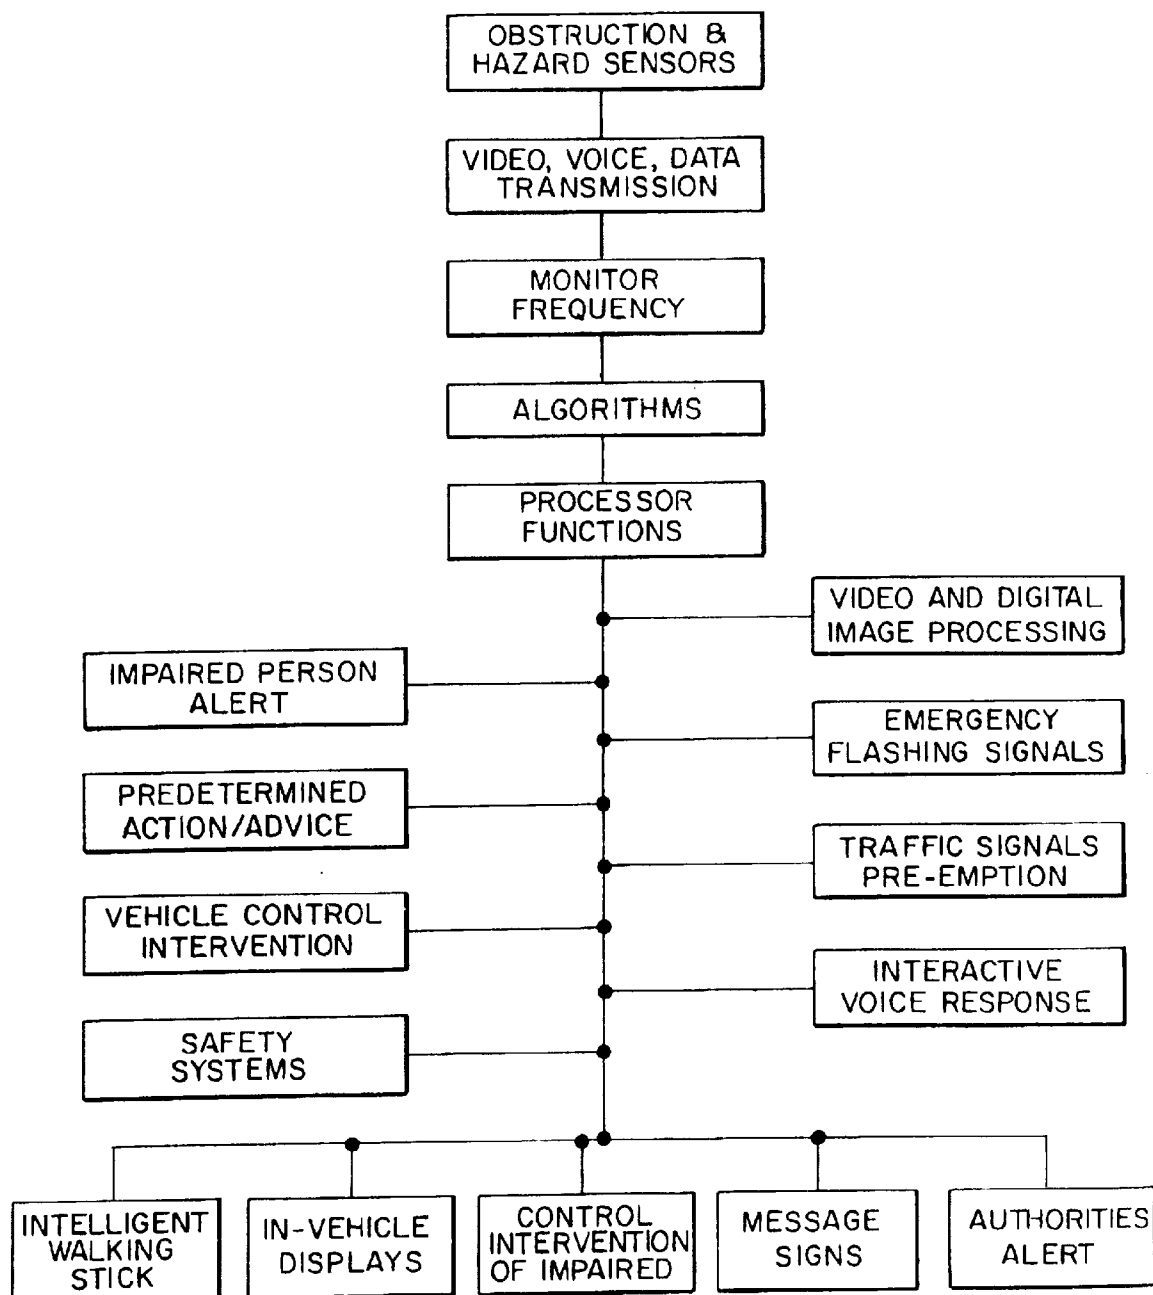 OBSTRUCTION &
HAZARD SENSORS
VIDEO, VOICE, DATA
TRANSMISSION
MONITOR
FREQUENCY
ALGORITHMS
PROCESSOR
FUNCTIONS
VIDEO AND DIGITAL
IMAGE PROCESSING
IMPAIRED PERSON
ALERT
EMERGENCY
FLASHING SIGNALS
PREDETERMINED
ACTION/ADVICE
TRAFFIC SIGNALS
PRE-EMPTION
VEHICLE CONTROL
INTERVENTION
INTERACTIVE
VOICE RESPONSE
SAFETY
SYSTEMS
INTELLIGENT
WALKING
STICK
IN-VEHICLE
DISPLAYS
CONTROL
INTERVENTION
OF IMPAIRED
MESSAGE
SIGNS
AUTHORITIES
ALERT